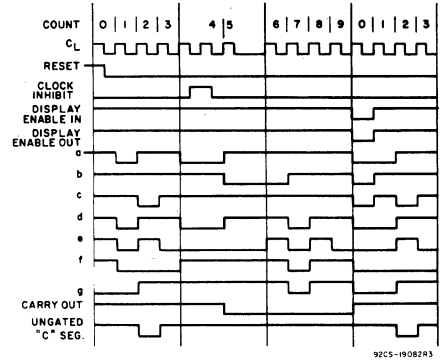 COUNT 0 1 2 3 4 5 6 7 8 9 0 1 2 3
CL
RESET
CLOCK
INHIBIT
DISPLAY
ENABLE IN
DISPLAY
ENABLE OUT
a
b
c
d
e
f
g
CARRY OUT
UNGATED
"C" SEG.
92CS-19082R3